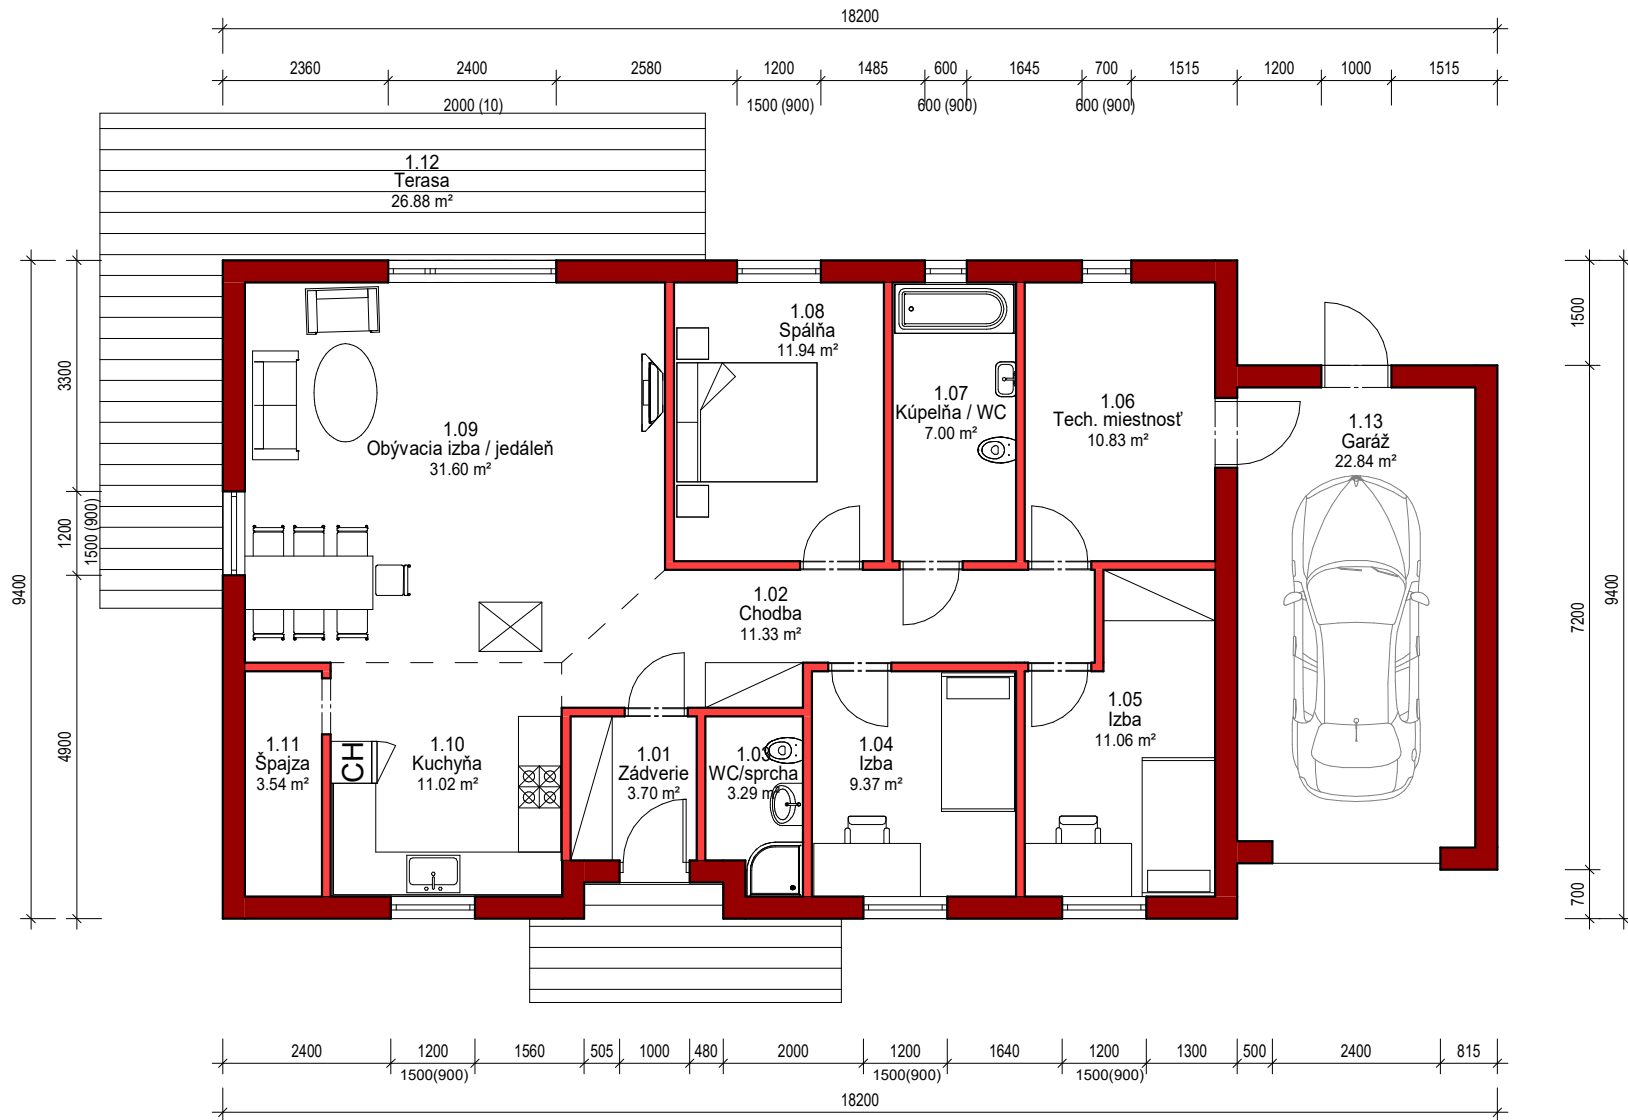 18200
2360 2400 2580 1200 1485 600 1645 700 1515 1200 1000 1515
2000 (10) 1500 (900) 600 (900) 600 (900)
1.12
Terasa
26.88 m²
9400
3300
1200
1500 (900)
4900
1.09
Obývacia izba / jedáleň
31.60 m²
1.08
Spálňa
11.94 m²
1.07
Kúpelňa / WC
7.00 m²
1.06
Tech. miestnosť
10.83 m²
1.13
Garáž
22.84 m²
1500
7200
700
9400
1.02
Chodba
11.33 m²
1.11
Špajza
3.54 m²
CH
1.10
Kuchyňa
11.02 m²
1.01
Zádverie
3.70 m²
1.03
WC/sprcha
3.29 m²
1.04
Izba
9.37 m²
1.05
Izba
11.06 m²
2400 1200 1560 505 1000 480 2000 1200 1640 1200 1300 500 2400 815
1500(900) 1500(900) 1500(900)
18200